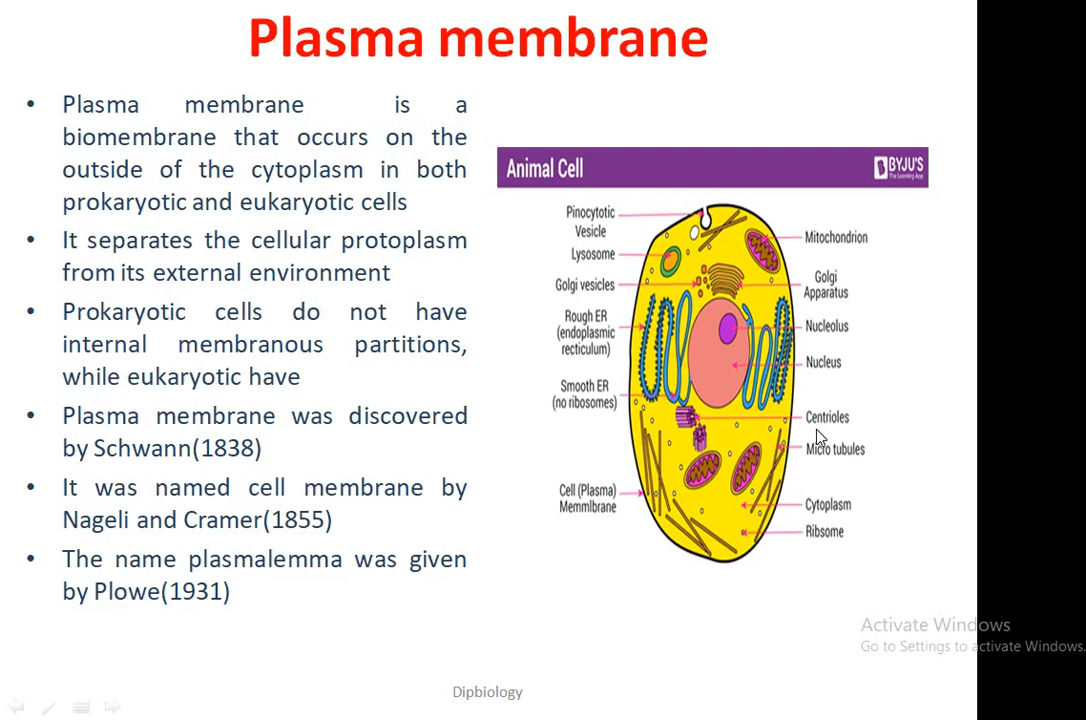 Plasma membrane
• Plasma membrane is a
biomembrane that occurs on the
outside of the cytoplasm in both
prokaryotic and eukaryotic cells
• It separates the cellular protoplasm
from its external environment
• Prokaryotic cells do not have
internal membranous partitions,
while eukaryotic have
• Plasma membrane was discovered
by Schwann(1838)
• It was named cell membrane by
Nageli and Cramer(1855)
• The name plasmalemma was given
by Plowe(1931)
Animal Cell
BYJU'S
The Learning App
Pinocytotic
Vesicle
Lysosome
Golgi vesicles
Rough ER
(endoplasmic
recticulum)
Smooth ER
(no ribosomes)
Cell (Plasma)
Memmlbrane
Mitochondrion
Golgi
Apparatus
Nucleolus
Nucleus
Centrioles
Micro tubules
Cytoplasm
Ribsome
Activate Windows
Go to Settings to activate Windows.
Dipbiology